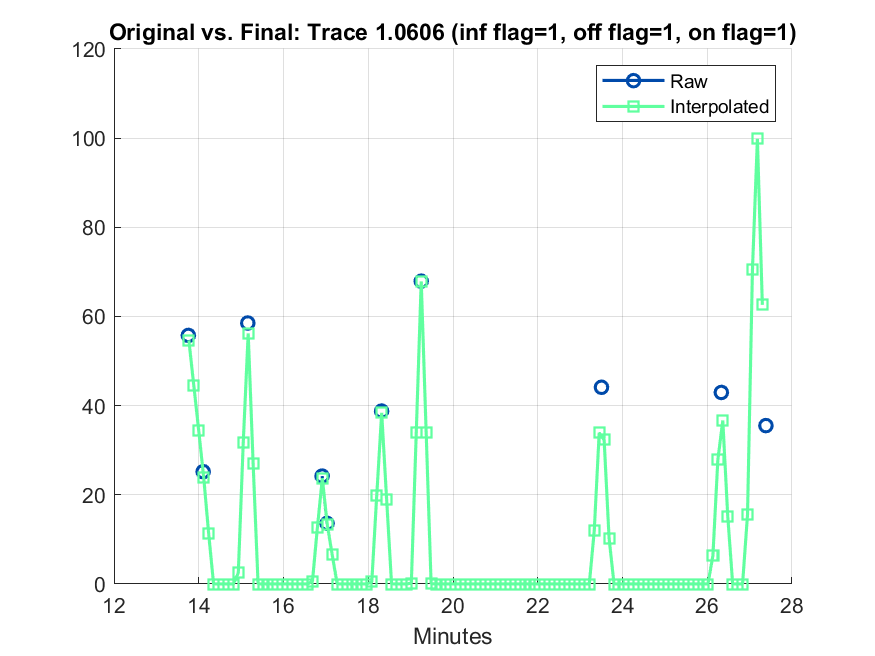 Original vs. Final: Trace 1.0606 (inf flag=1, off flag=1, on flag=1)
120
100
80
60
40
20
0
Raw
Interpolated
12 14 16 18 20 22 24 26 28
Minutes